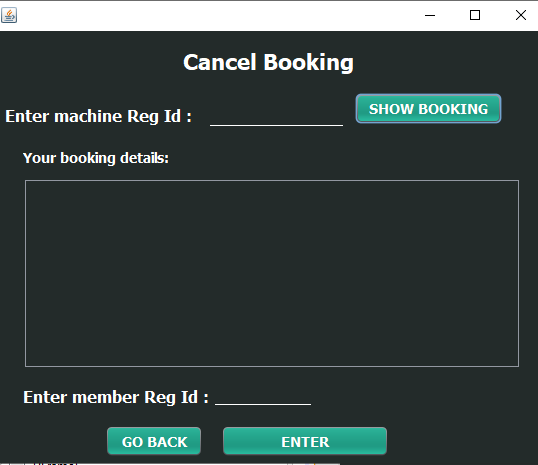 Cancel Booking
Enter machine Reg Id : SHOW BOOKING
Your booking details:
Enter member Reg Id :
GO BACK ENTER